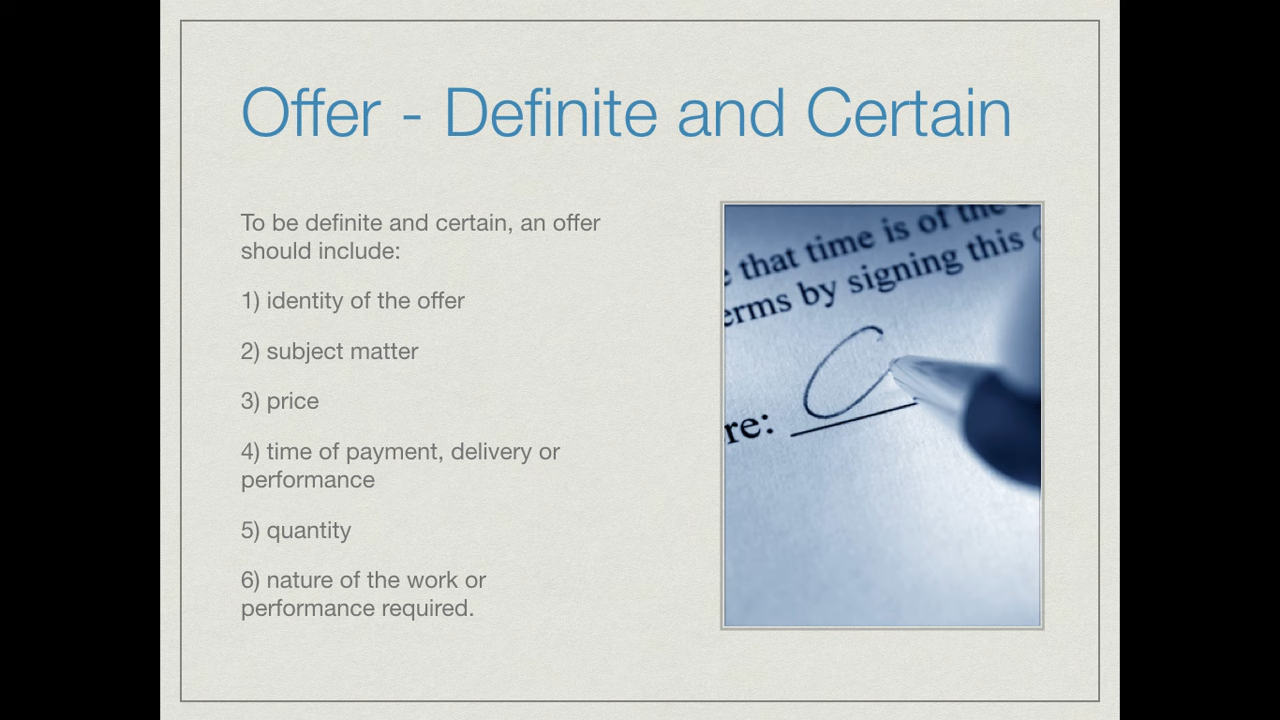 Offer - Definite and Certain
To be definite and certain, an offer
should include:
1) identity of the offer
2) subject matter
3) price
4) time of payment, delivery or
performance
5) quantity
6) nature of the work or
performance required.
that time is of the
erms by signing this
re: